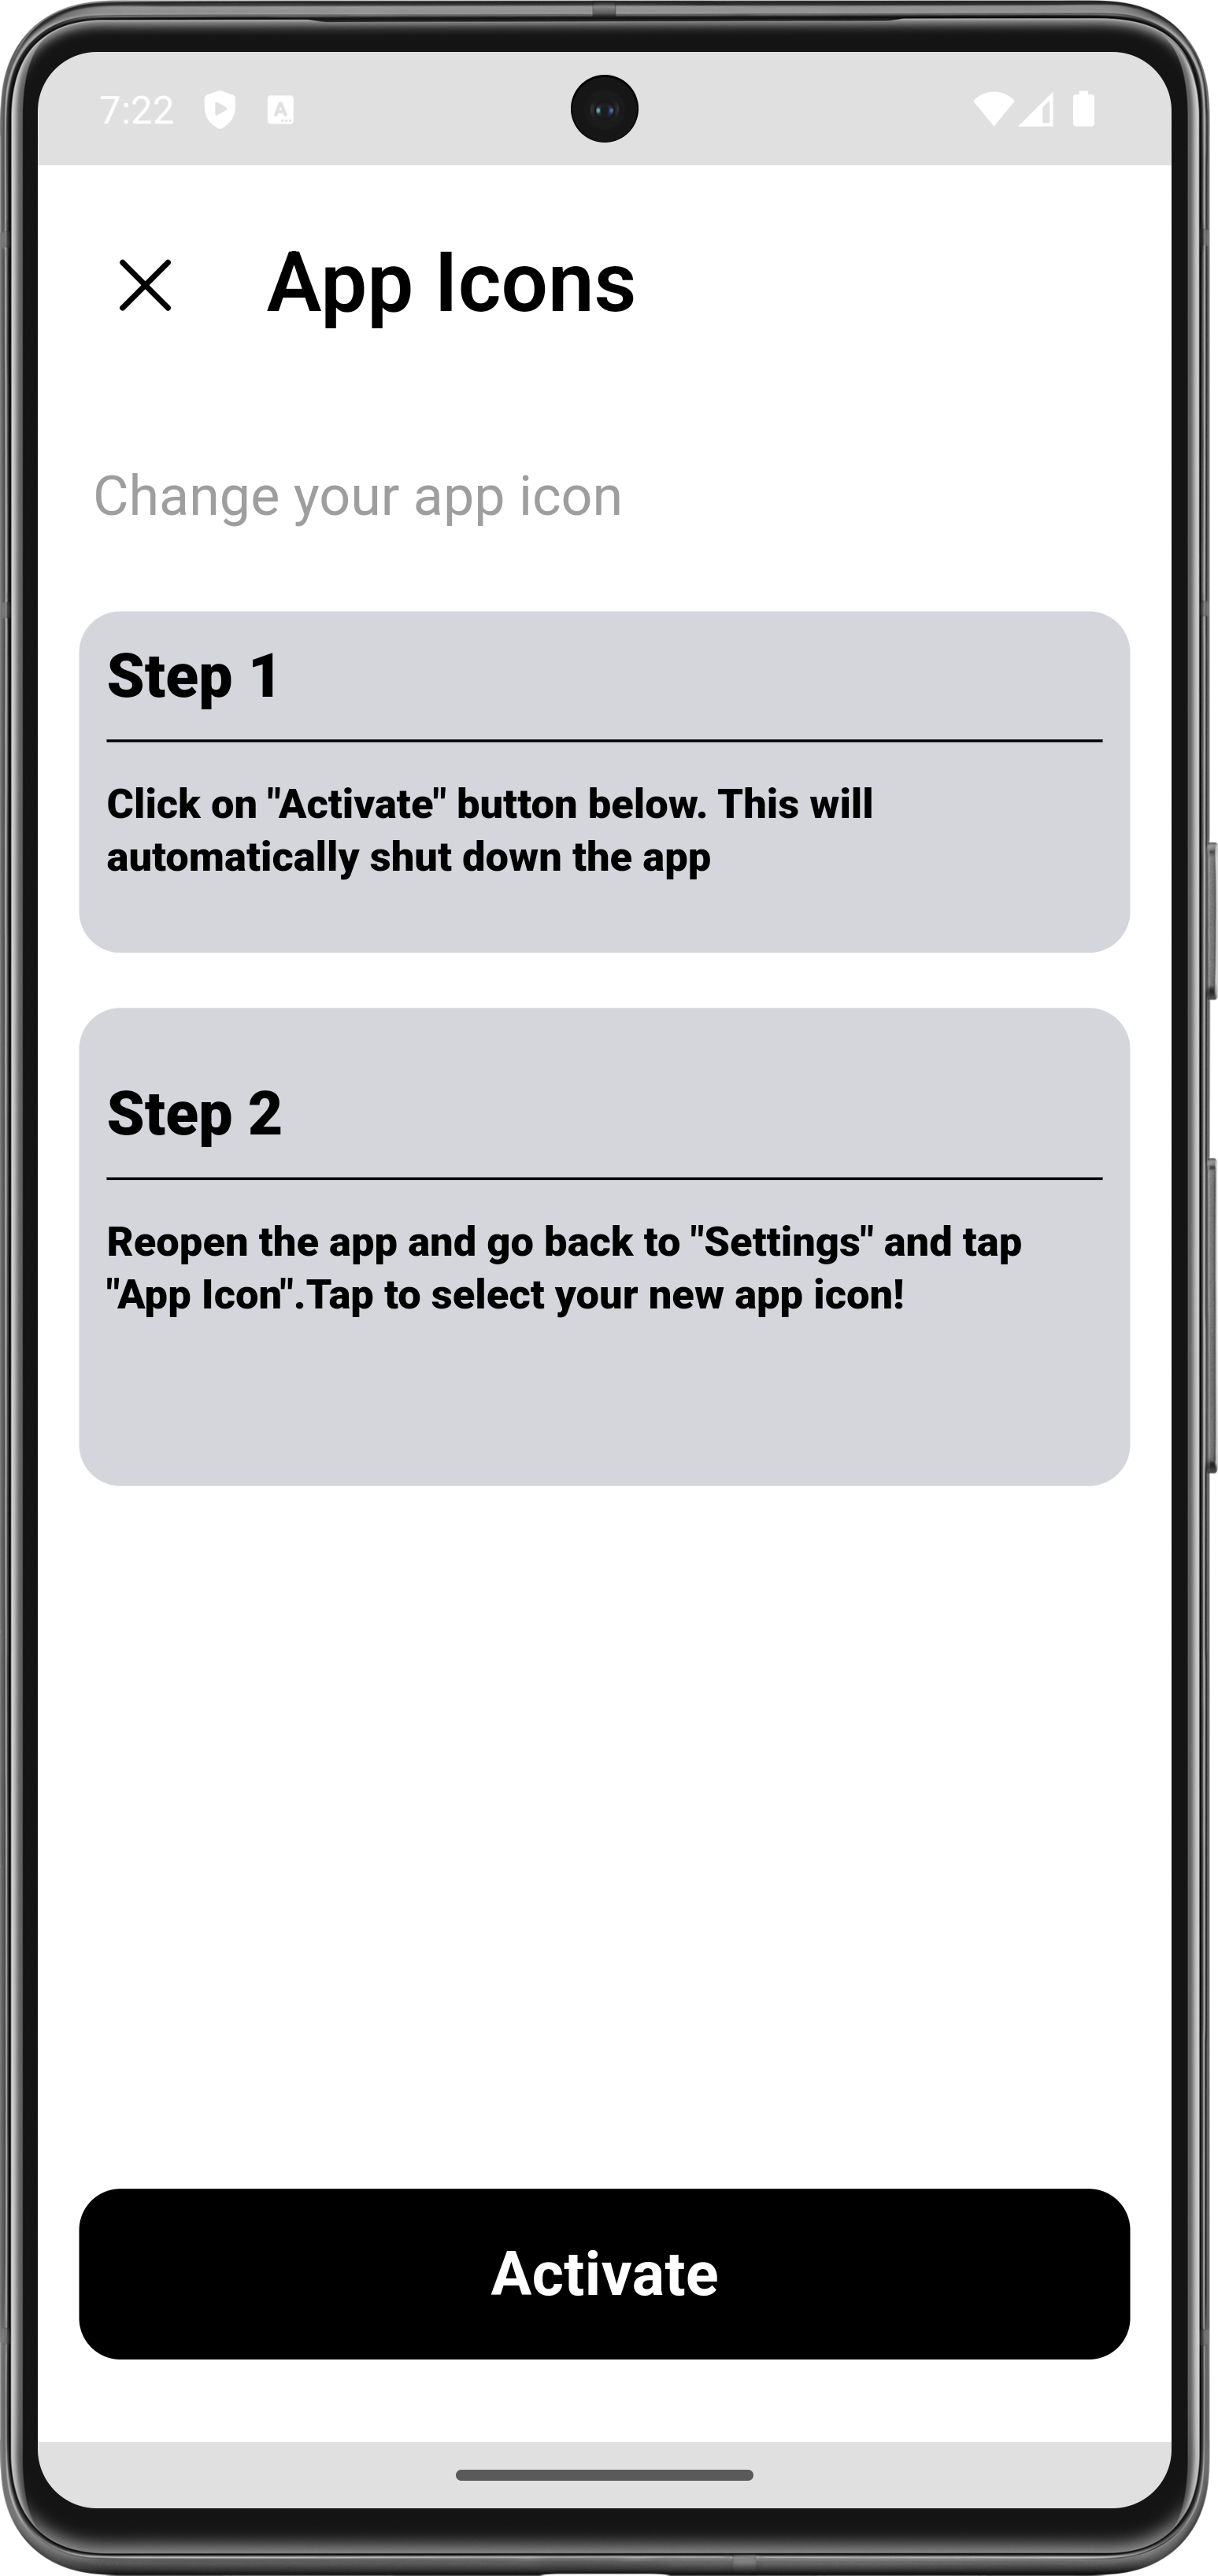 7:22
App Icons
Change your app icon
Step 1
Click on "Activate" button below. This will
automatically shut down the app
Step 2
Reopen the app and go back to "Settings" and tap
"App Icon".Tap to select your new app icon!
Activate